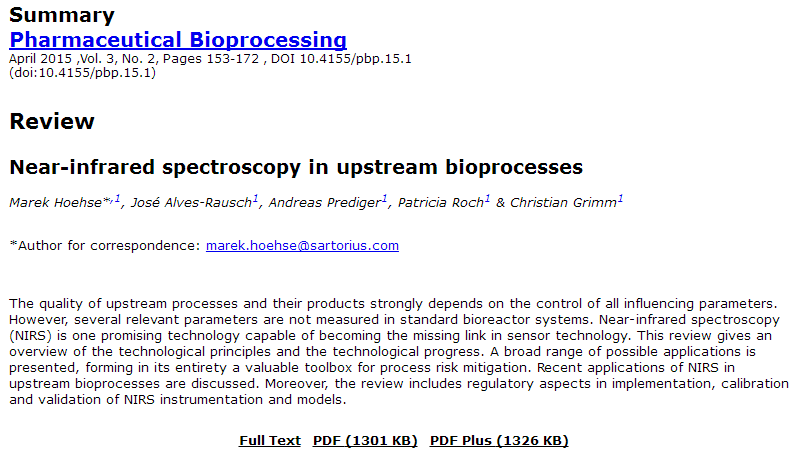 Summary
Pharmaceutical Bioprocessing
April 2015 ,Vol. 3, No. 2, Pages 153-172 , DOI 10.4155/pbp.15.1
(doi:10.4155/pbp.15.1)
Review
Near-infrared spectroscopy in upstream bioprocesses
Marek Hoehse*,1, José Alves-Rausch1, Andreas Prediger1, Patricia Roch1 & Christian Grimm1
*Author for correspondence: marek.hoehse@sartorius.com
The quality of upstream processes and their products strongly depends on the control of all influencing parameters.
However, several relevant parameters are not measured in standard bioreactor systems. Near-infrared spectroscopy
(NIRS) is one promising technology capable of becoming the missing link in sensor technology. This review gives an
overview of the technological principles and the technological progress. A broad range of possible applications is
presented, forming in its entirety a valuable toolbox for process risk mitigation. Recent applications of NIRS in
upstream bioprocesses are discussed. Moreover, the review includes regulatory aspects in implementation, calibration
and validation of NIRS instrumentation and models.
Full Text PDF (1301 KB) PDF Plus (1326 KB)